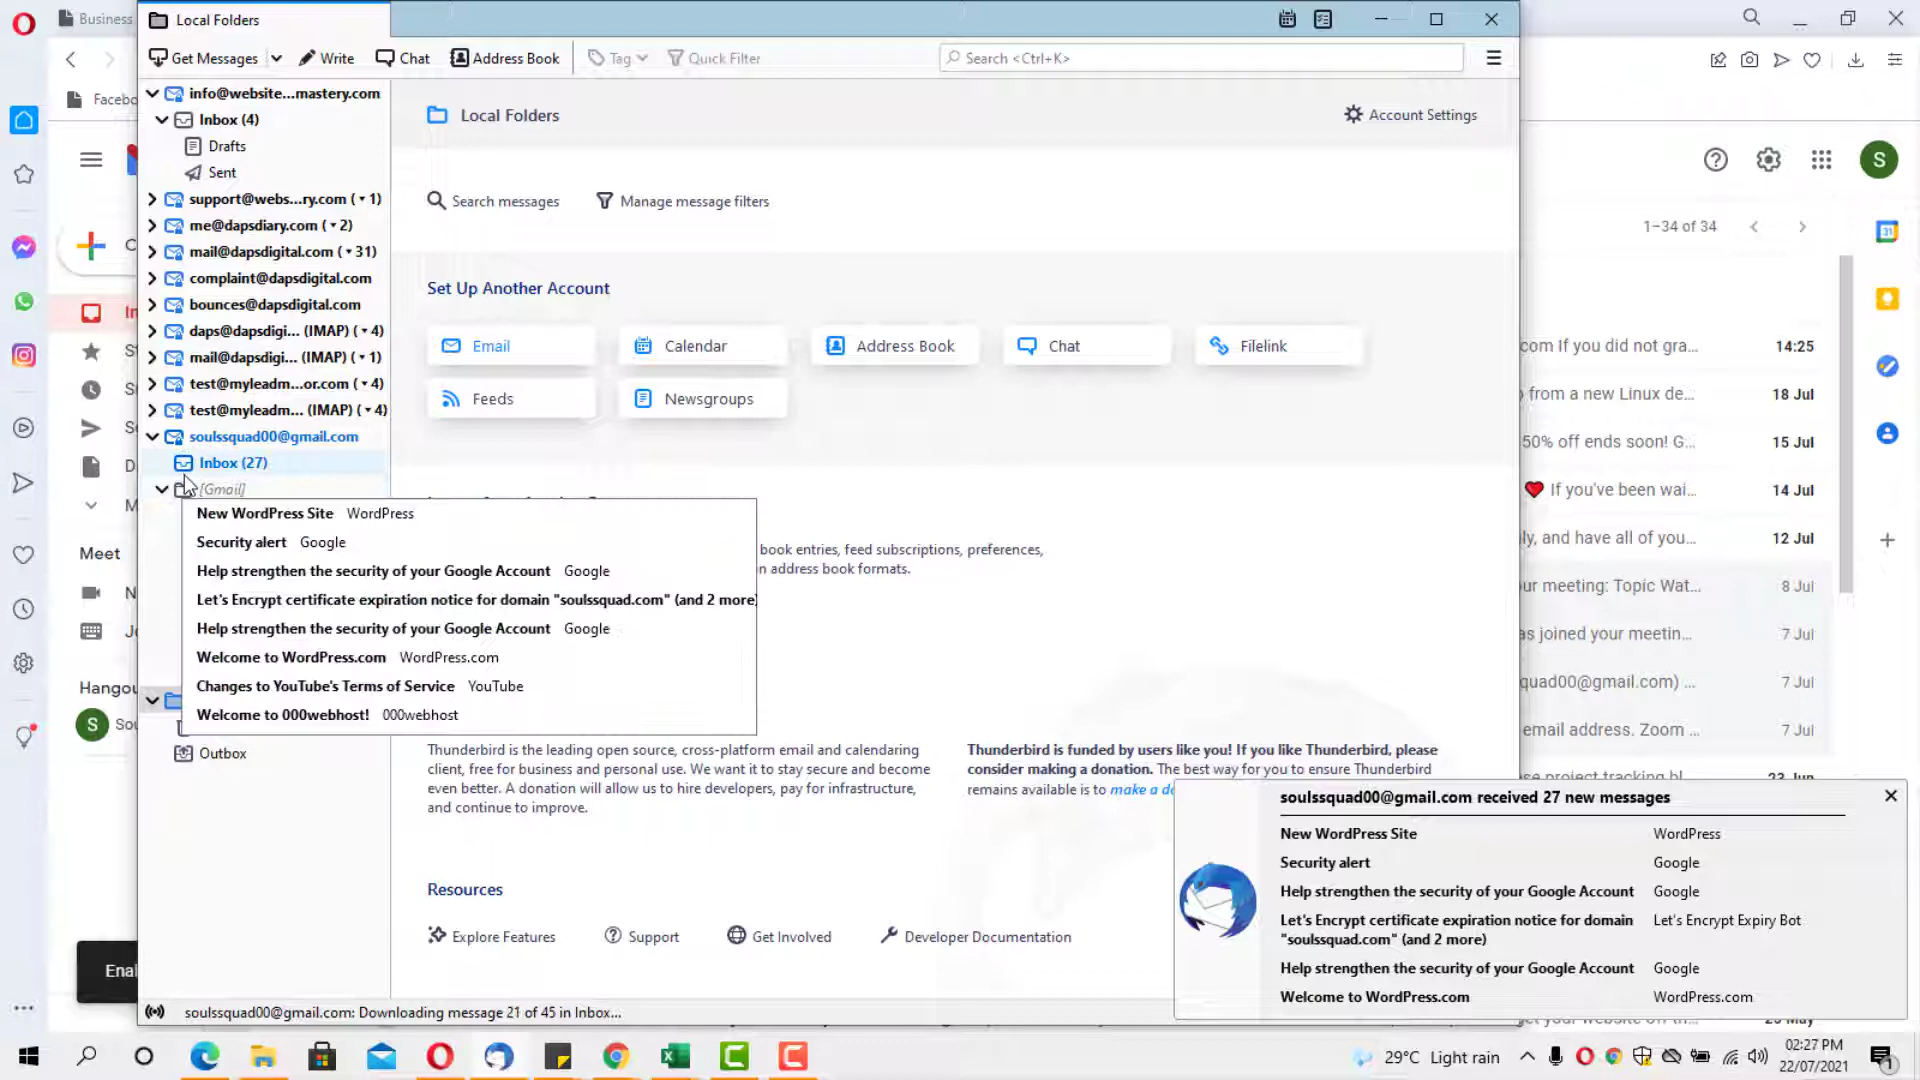 Business
Local Folders
Get Messages
Write
Chat
Address Book
Tag
Quick Filter
Search <Ctrl+K>
info@website...mastery.com
Inbox (4)
Drafts
Sent
support@webs...ry.com (▾ 1)
me@dapsdiary.com (▾ 2)
mail@dapsdigital.com (▾ 31)
complaint@dapsdigital.com
bounces@dapsdigital.com
daps@dapsdigi... (IMAP) (▾ 4)
mail@dapsdigi... (IMAP) (▾ 1)
test@myleadm...or.com (▾ 4)
test@myleadm... (IMAP) (▾ 4)
soulssquad00@gmail.com
Inbox (27)
[Gmail]
Outbox
Local Folders
Account Settings
Search messages
Manage message filters
Set Up Another Account
Email
Calendar
Address Book
Chat
Filelink
Feeds
Newsgroups
book entries, feed subscriptions, preferences,
address book formats.
New WordPress Site WordPress
Security alert Google
Help strengthen the security of your Google Account Google
Let's Encrypt certificate expiration notice for domain "soulssquad.com" (and 2 more)
Help strengthen the security of your Google Account Google
Welcome to WordPress.com WordPress.com
Changes to YouTube's Terms of Service YouTube
Welcome to 000webhost! 000webhost
Thunderbird is the leading open source, cross-platform email and calendaring
client, free for business and personal use. We want it to stay secure and become
even better. A donation will allow us to hire developers, pay for infrastructure,
and continue to improve.
Thunderbird is funded by users like you! If you like Thunderbird, please
consider making a donation. The best way for you to ensure Thunderbird
remains available is to make a
Resources
Explore Features
Support
Get Involved
Developer Documentation
soulssquad00@gmail.com: Downloading message 21 of 45 in Inbox...
Meet
S
S
1–34 of 34
31
com If you did not gra... 14:25
from a new Linux de... 18 Jul
50% off ends soon! G... 15 Jul
If you've been wai... 14 Jul
and have all of you... 12 Jul
meeting: Topic Wat... 8 Jul
joined your meetin... 7 Jul
quad00@gmail.com) ... 7 Jul
email address. Zoom ... 7 Jul
soulssquad00@gmail.com received 27 new messages
New WordPress Site WordPress
Security alert Google
Help strengthen the security of your Google Account Google
Let's Encrypt certificate expiration notice for domain Let's Encrypt Expiry Bot
"soulssquad.com" (and 2 more)
Help strengthen the security of your Google Account Google
Welcome to WordPress.com WordPress.com
29°C Light rain
02:27 PM
22/07/2021
1